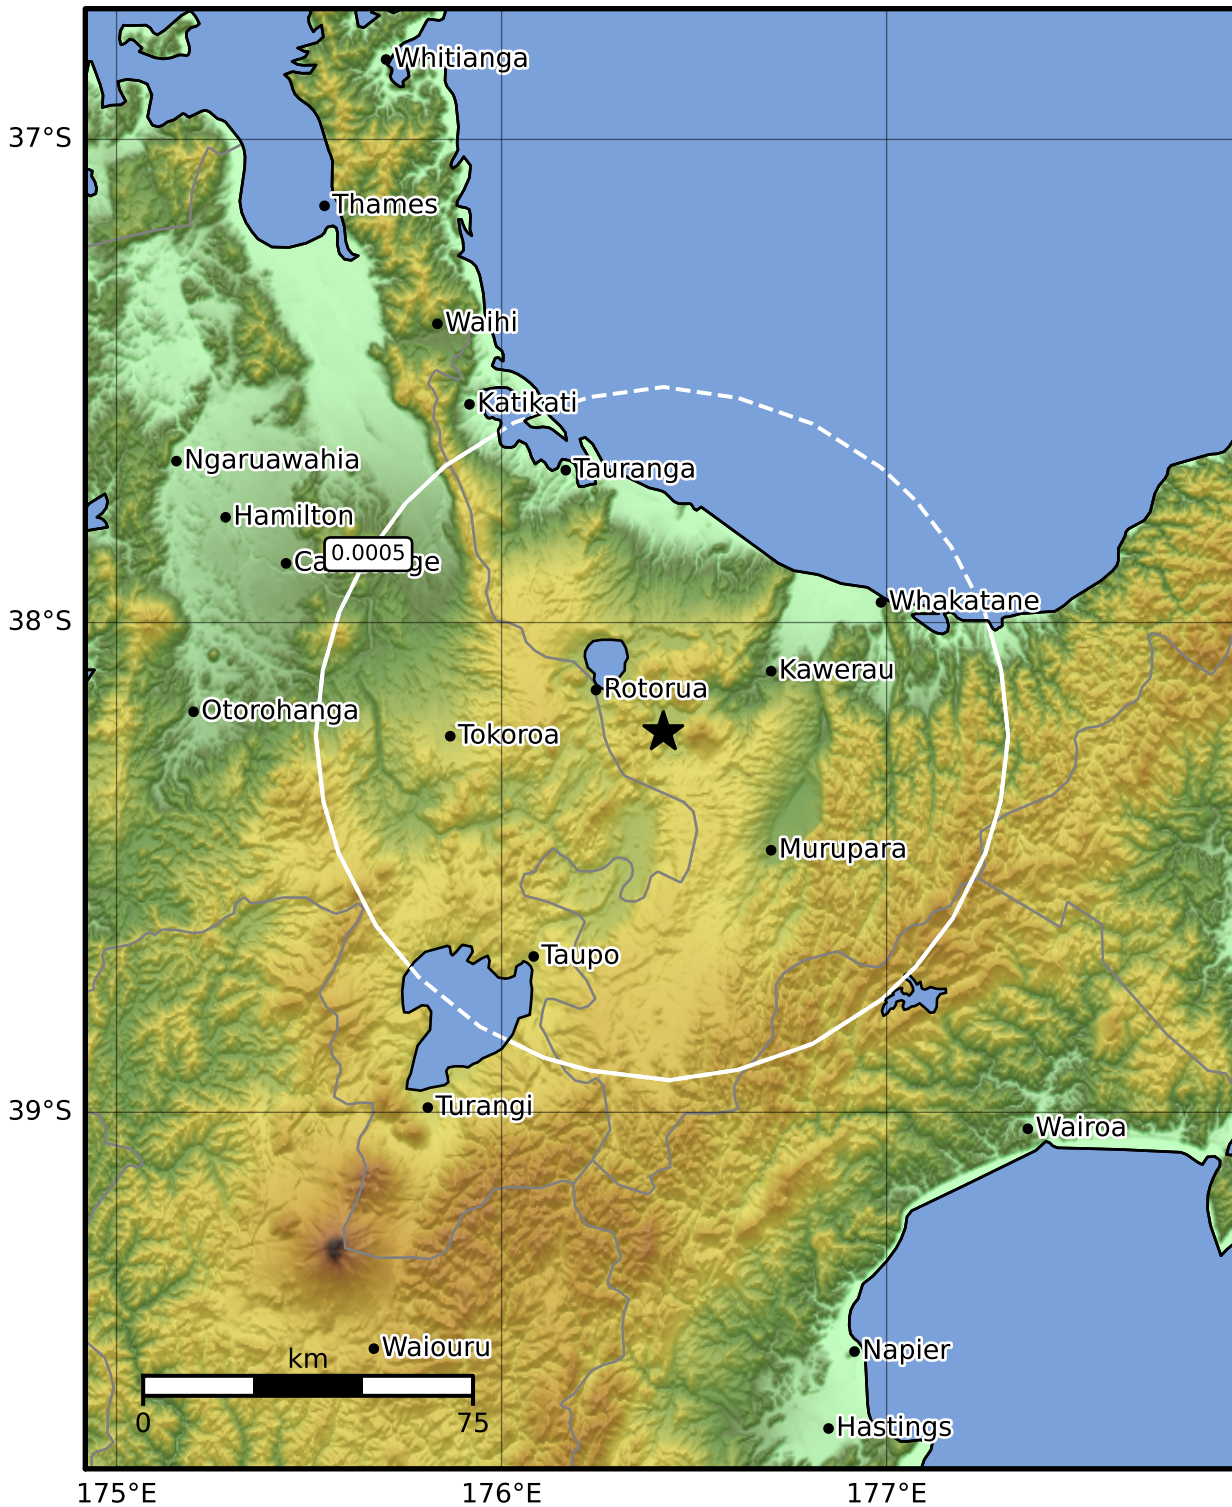 Whitianga
37°S
Thames
Waihi
Katikati
Ngaruawahia
Tauranga
Hamilton
0.0005
Whakatane
38°S
Kawerau
Rotorua
Otorohanga
Tokoroa
Murupara
Taupo
Turangi
39°S
Wairoa
Waiouru
Napier
km
0 75
Hastings
175°E 176°E 177°E